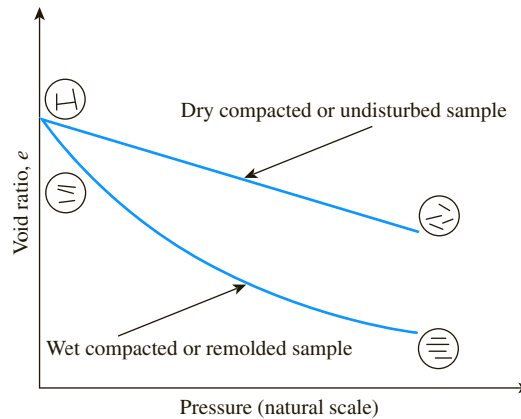 Dry compacted or undisturbed sample
Void ratio, e
Wet compacted or remolded sample
Pressure (natural scale)